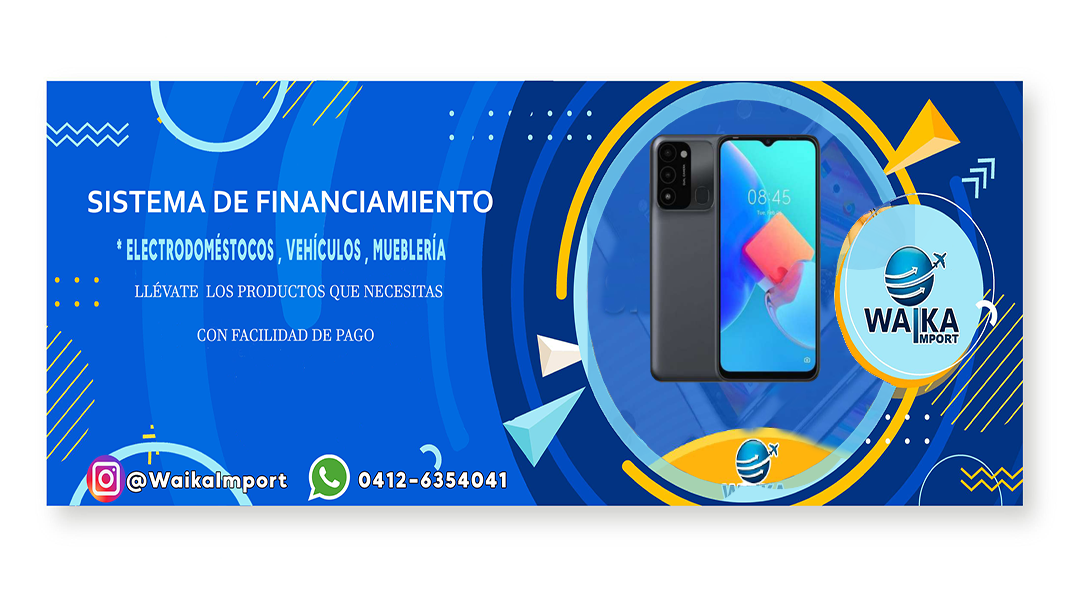 SISTEMA DE FINANCIAMIENTO
* ELECTRODOMÉSTOCOS , VEHÍCULOS , MUEBLERÍA
LLÉVATE LOS PRODUCTOS QUE NECESITAS
CON FACILIDAD DE PAGO
@WaikaImport
0412-6354041
08:45
WAIKA
IMPORT